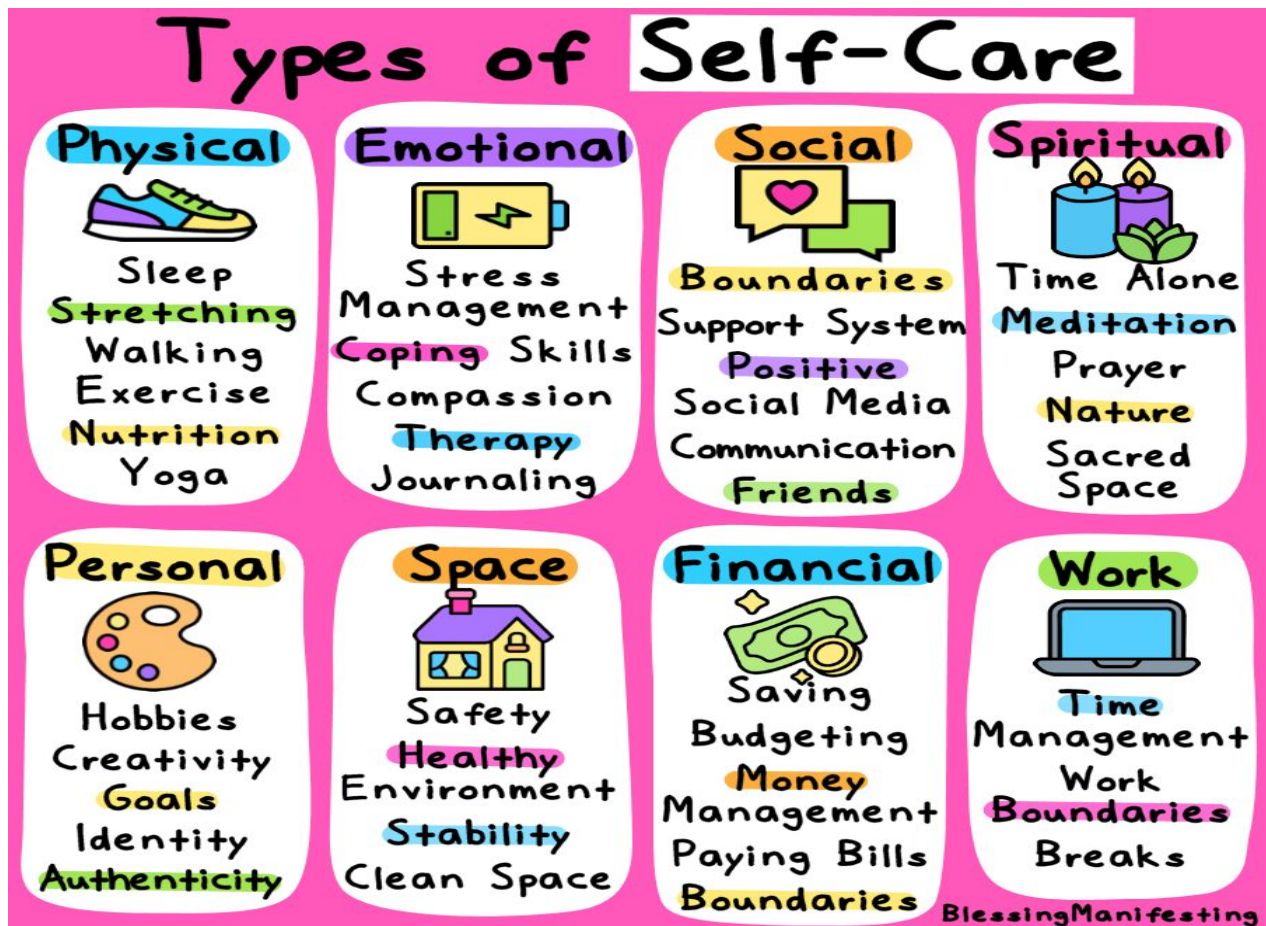 Types of Self-Care
Physical
Sleep
Stretching
Walking
Exercise
Nutrition
Yoga
Emotional
Stress
Management
Coping Skills
Compassion
Therapy
Journaling
Social
Boundaries
Support System
Positive
Social Media
Communication
Friends
Spiritual
Time Alone
Meditation
Prayer
Nature
Sacred
Space
Personal
Hobbies
Creativity
Goals
Identity
Authenticity
Space
Safety
Healthy
Environment
Stability
Clean Space
Financial
Saving
Budgeting
Money
Management
Paying Bills
Boundaries
Work
Time
Management
Work
Boundaries
Breaks
BlessingManifesting